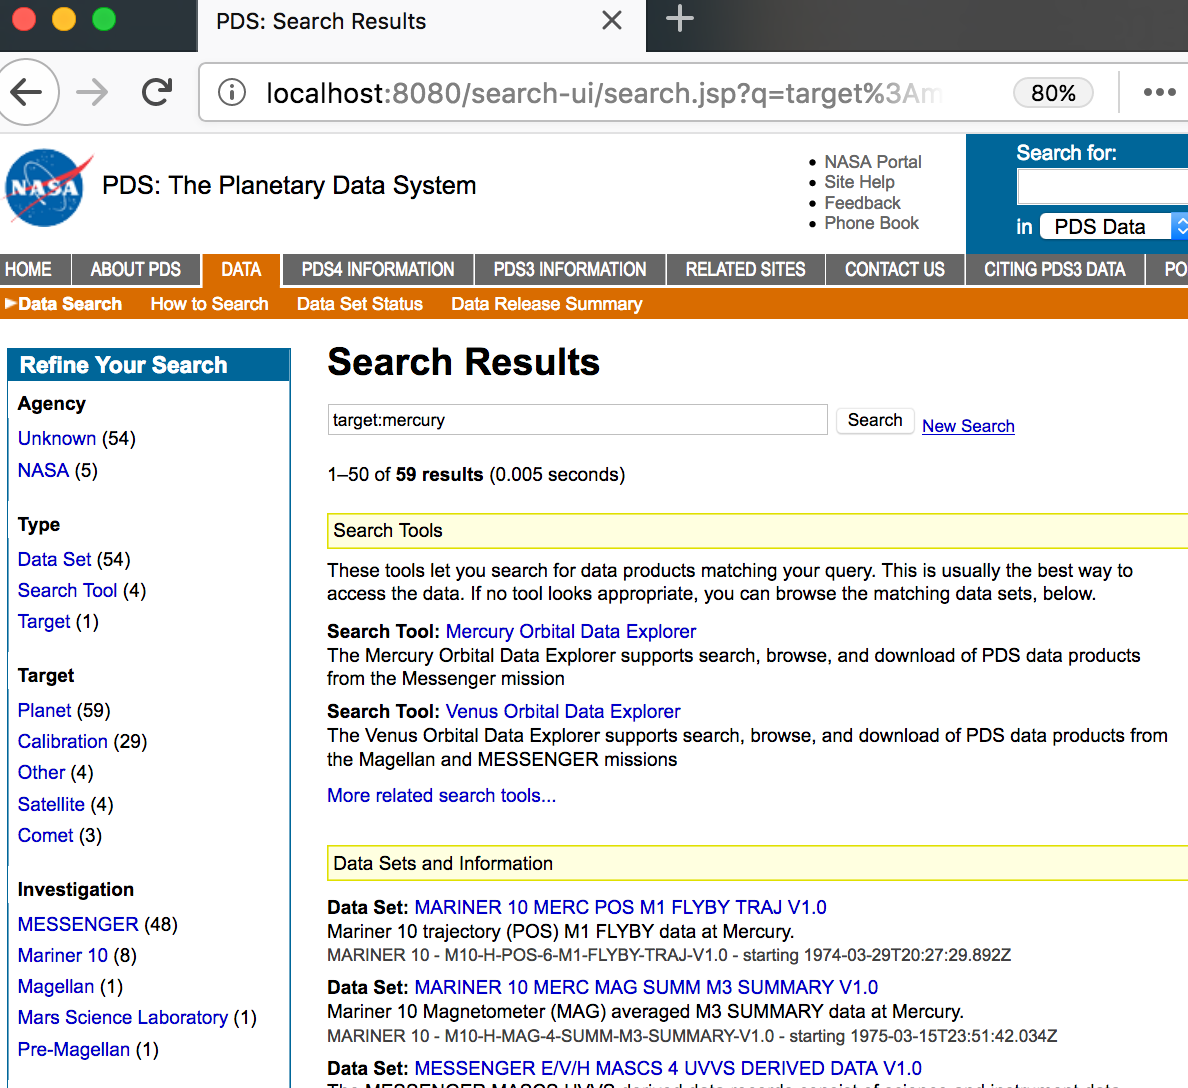 PDS: Search Results
localhost:8080/search-ui/search.jsp?q=target%3Am
80%
NASA
PDS: The Planetary Data System
NASA Portal
Site Help
Feedback
Phone Book
Search for:
in PDS Data
HOME ABOUT PDS DATA PDS4 INFORMATION PDS3 INFORMATION RELATED SITES CONTACT US CITING PDS3 DATA PO
Data Search How to Search Data Set Status Data Release Summary
Refine Your Search
Agency
Unknown (54)
NASA (5)
Type
Data Set (54)
Search Tool (4)
Target (1)
Target
Planet (59)
Calibration (29)
Other (4)
Satellite (4)
Comet (3)
Investigation
MESSENGER (48)
Mariner 10 (8)
Magellan (1)
Mars Science Laboratory (1)
Pre-Magellan (1)
Search Results
target:mercury
Search New Search
1–50 of 59 results (0.005 seconds)
Search Tools
These tools let you search for data products matching your query. This is usually the best way to
access the data. If no tool looks appropriate, you can browse the matching data sets, below.
Search Tool: Mercury Orbital Data Explorer
The Mercury Orbital Data Explorer supports search, browse, and download of PDS data products
from the Messenger mission
Search Tool: Venus Orbital Data Explorer
The Venus Orbital Data Explorer supports search, browse, and download of PDS data products from
the Magellan and MESSENGER missions
More related search tools...
Data Sets and Information
Data Set: MARINER 10 MERC POS M1 FLYBY TRAJ V1.0
Mariner 10 trajectory (POS) M1 FLYBY data at Mercury.
MARINER 10 - M10-H-POS-6-M1-FLYBY-TRAJ-V1.0 - starting 1974-03-29T20:27:29.892Z
Data Set: MARINER 10 MERC MAG SUMM M3 SUMMARY V1.0
Mariner 10 Magnetometer (MAG) averaged M3 SUMMARY data at Mercury.
MARINER 10 - M10-H-MAG-4-SUMM-M3-SUMMARY-V1.0 - starting 1975-03-15T23:51:42.034Z
Data Set: MESSENGER E/V/H MASCS 4 UVVS DERIVED DATA V1.0
The MESSENGER MASCS UVVS derived data records consist of science and instrument data